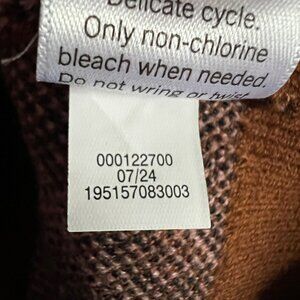 Delicate cycle.
Only non-chlorine
bleach when needed.
Do not wring or twist
000122700
07/24
195157083003